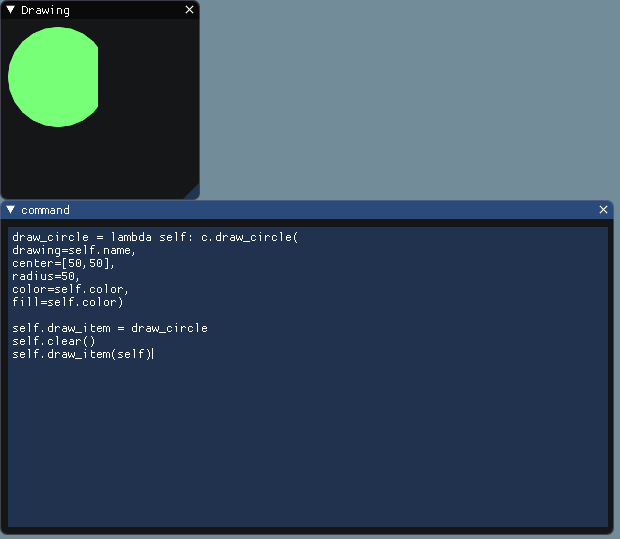 Drawing
command
draw_circle = lambda self: c.draw_circle(
drawing=self.name,
center=[50,50],
radius=50,
color=self.color,
fill=self.color)
self.draw_item = draw_circle
self.clear()
self.draw_item(self)